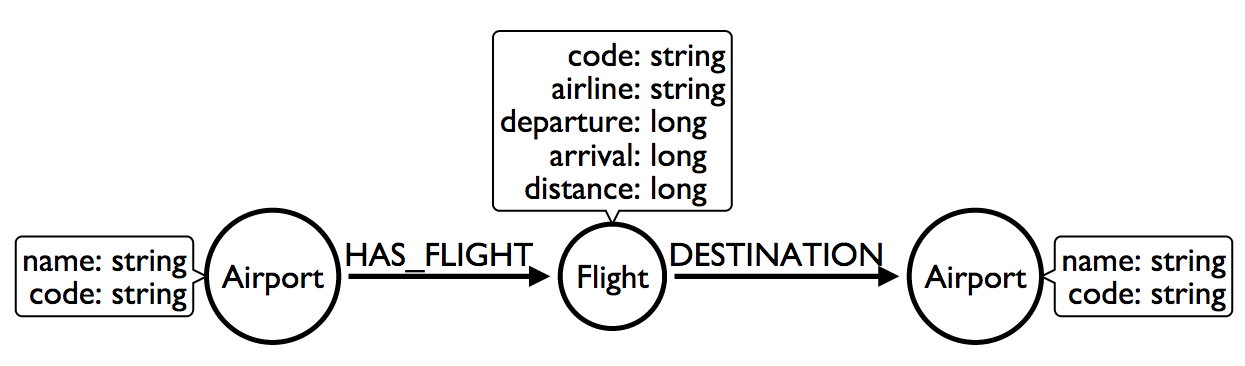 code: string
airline: string
departure: long
arrival: long
distance: long
name: string
code: string
Airport
HAS_FLIGHT
Flight
DESTINATION
Airport
name: string
code: string